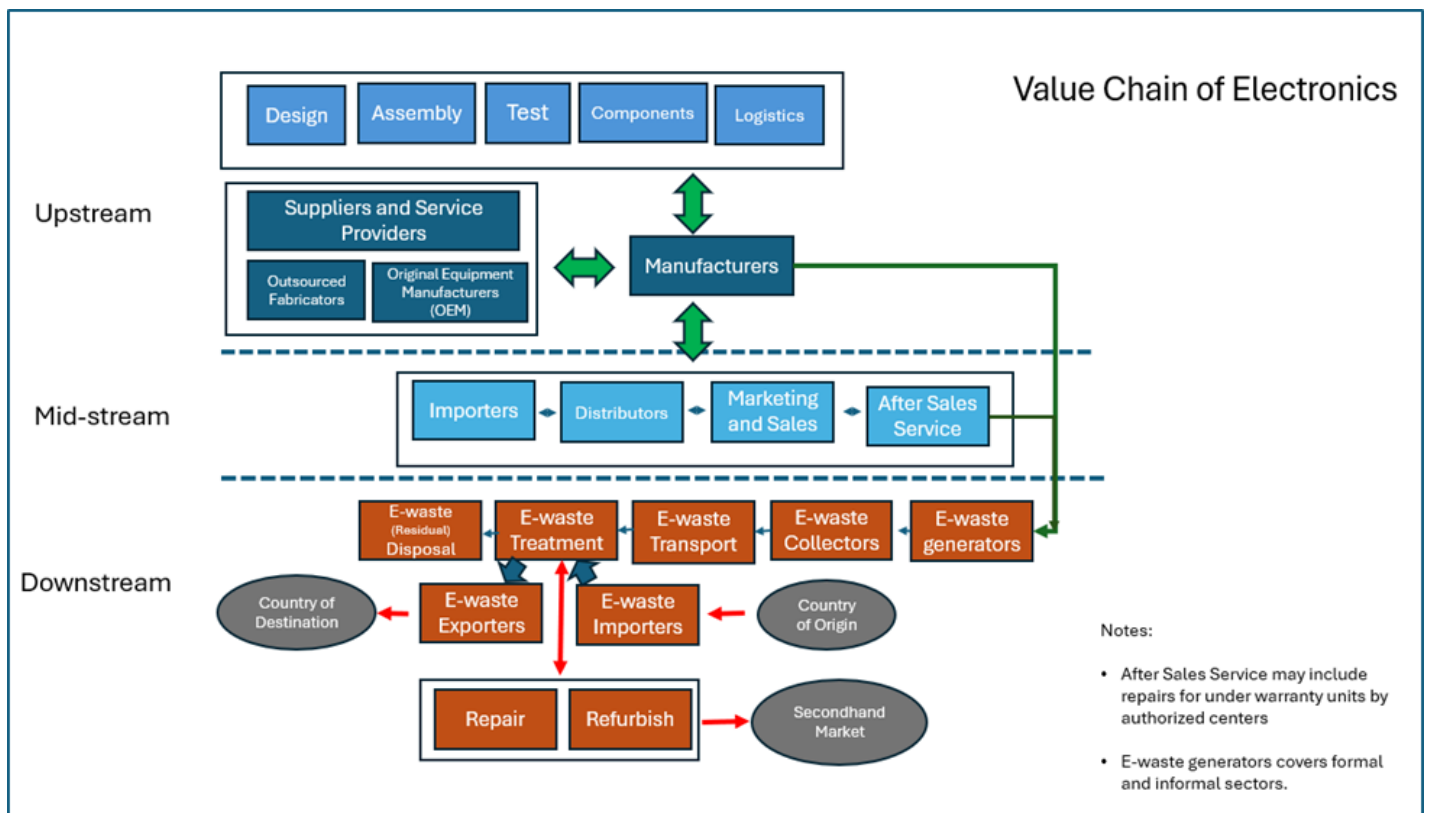 Value Chain of Electronics
Design
Assembly
Test
Components
Logistics
Upstream
Suppliers and Service
Providers
Outsourced
Fabricators
Original Equipment
Manufacturers
(OEM)
Manufacturers
Mid-stream
Importers
Distributors
Marketing
and Sales
After Sales
Service
Downstream
E-waste
(Residual)
Disposal
E-waste
Treatment
E-waste
Transport
E-waste
Collectors
E-waste
generators
Country of
Destination
E-waste
Exporters
E-waste
Importers
Country
of Origin
Repair
Refurbish
Secondhand
Market
Notes:
• After Sales Service may include
repairs for under warranty units by
authorized centers
• E-waste generators covers formal
and informal sectors.